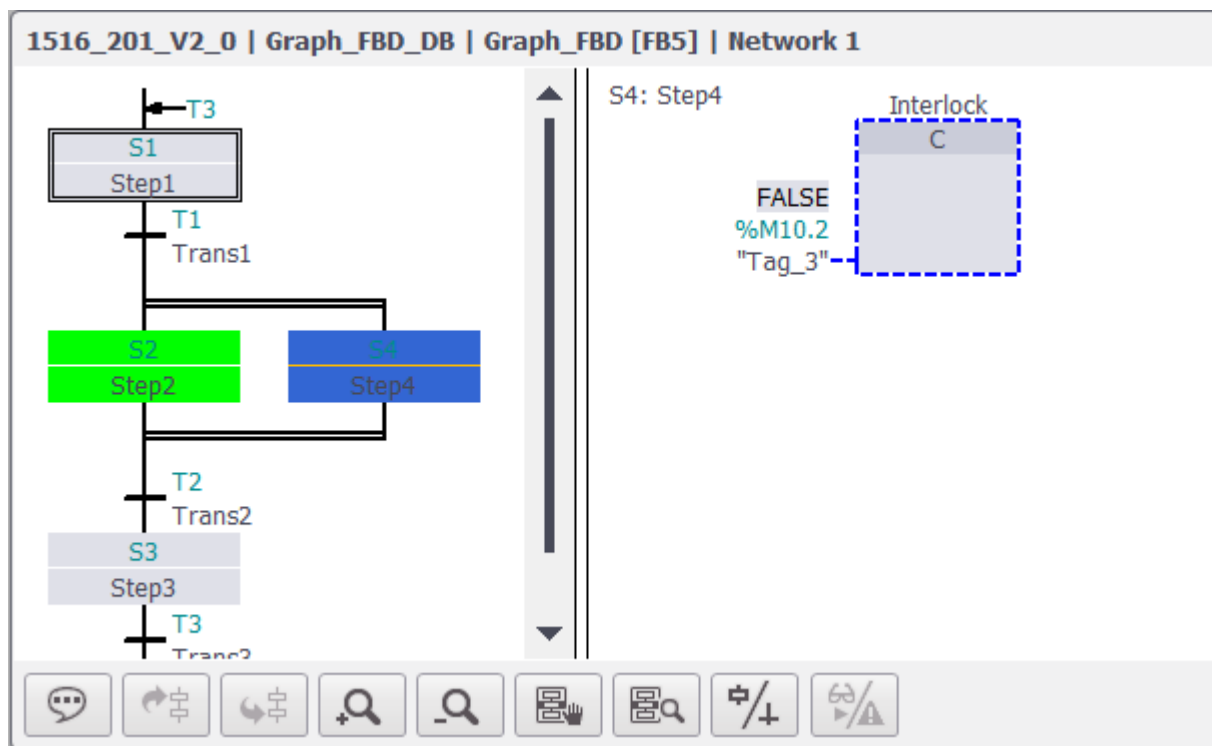 1516_201_V2_0 | Graph_FBD_DB | Graph_FBD [FB5] | Network 1
T3
S1
Step1
T1
Trans1
S2
Step2
S4
Step4
T2
Trans2
S3
Step3
T3
Trans3
S4: Step4
Interlock
C
FALSE
%M10.2
"Tag_3"